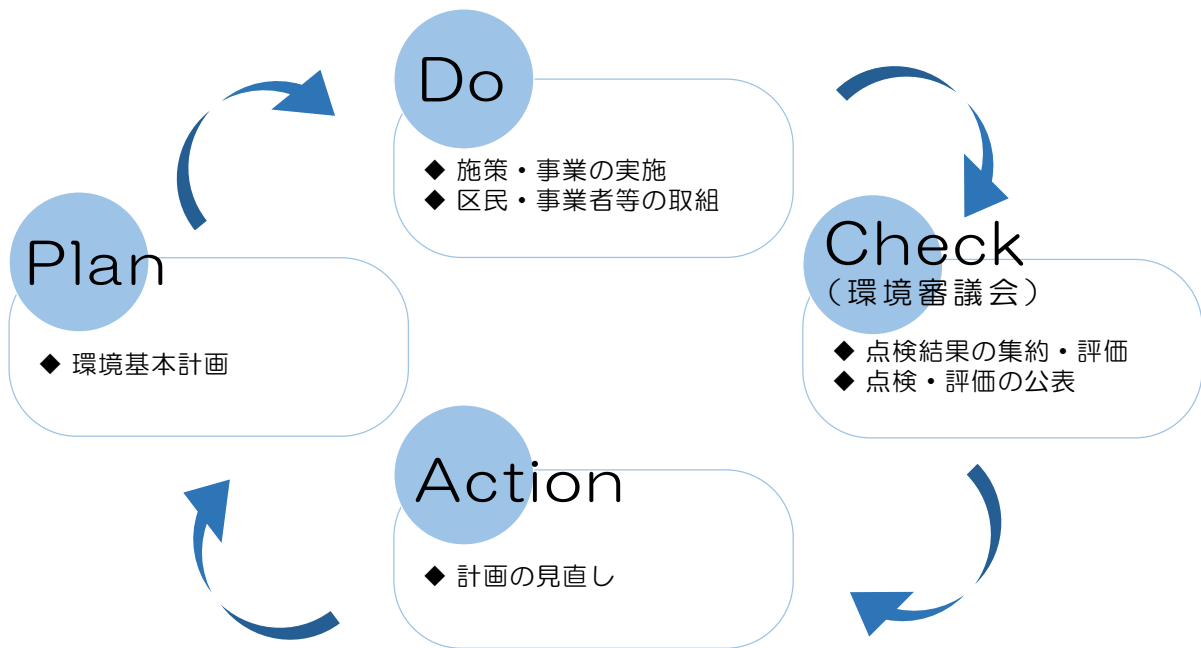 Plan
◆ 環境基本計画
Do
◆ 施策・事業の実施
◆ 区民・事業者等の取組
Check
（環境審議会）
◆ 点検結果の集約・評価
◆ 点検・評価の公表
Action
◆ 計画の見直し